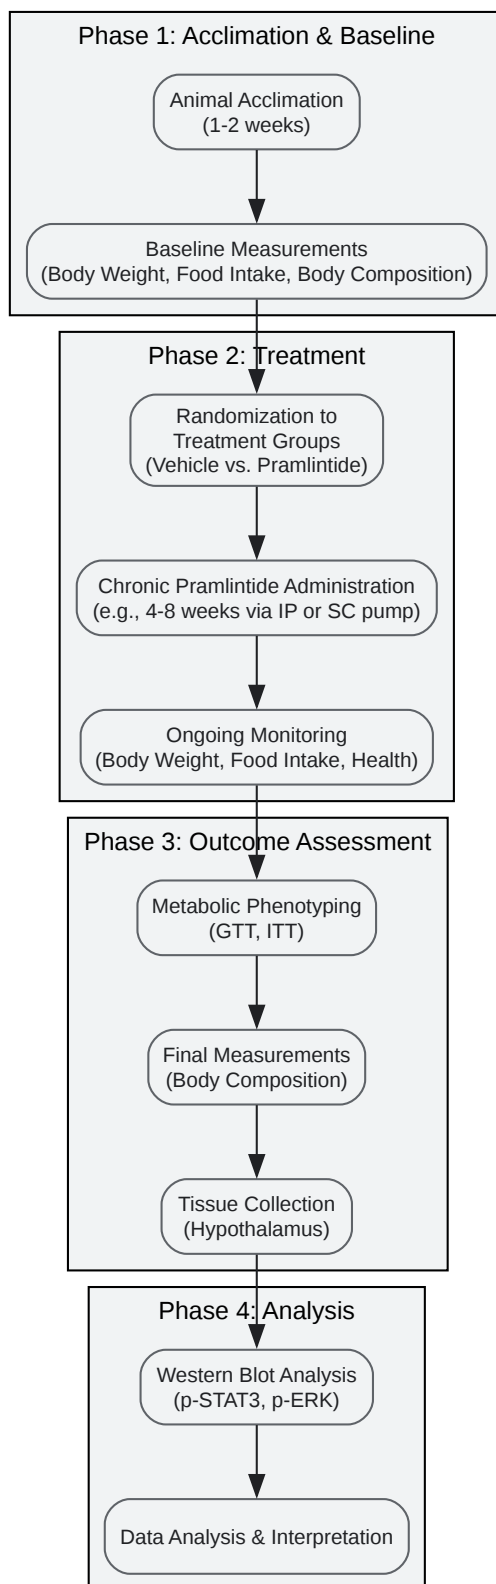 Phase 1: Acclimation & Baseline
Animal Acclimation
(1-2 weeks)
Baseline Measurements
(Body Weight, Food Intake, Body Composition)
Phase 2: Treatment
Randomization to
Treatment Groups
(Vehicle vs. Pramlintide)
Chronic Pramlintide Administration
(e.g., 4-8 weeks via IP or SC pump)
Ongoing Monitoring
(Body Weight, Food Intake, Health)
Phase 3: Outcome Assessment
Metabolic Phenotyping
(GTT, ITT)
Final Measurements
(Body Composition)
Tissue Collection
(Hypothalamus)
Phase 4: Analysis
Western Blot Analysis
(p-STAT3, p-ERK)
Data Analysis & Interpretation